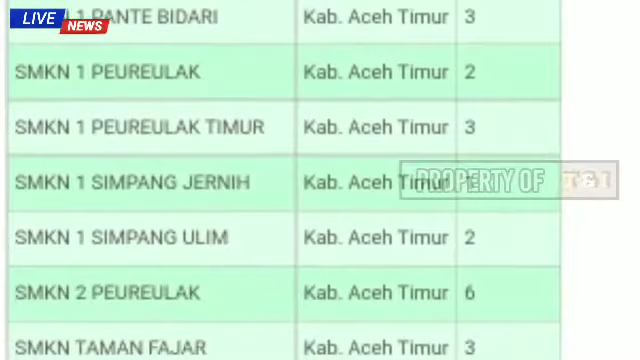 LIVE
NEWS
1 PANTE BIDARI Kab. Aceh Timur 3
SMKN 1 PEUREULAK Kab. Aceh Timur 2
SMKN 1 PEUREULAK TIMUR Kab. Aceh Timur 3
SMKN 1 SIMPANG JERNIH Kab. Aceh Timur
PROPERTY OF
SMKN 1 SIMPANG ULIM Kab. Aceh Timur 2
SMKN 2 PEUREULAK Kab. Aceh Timur 6
SMKN TAMAN FAJAR Kab. Aceh Timur 3